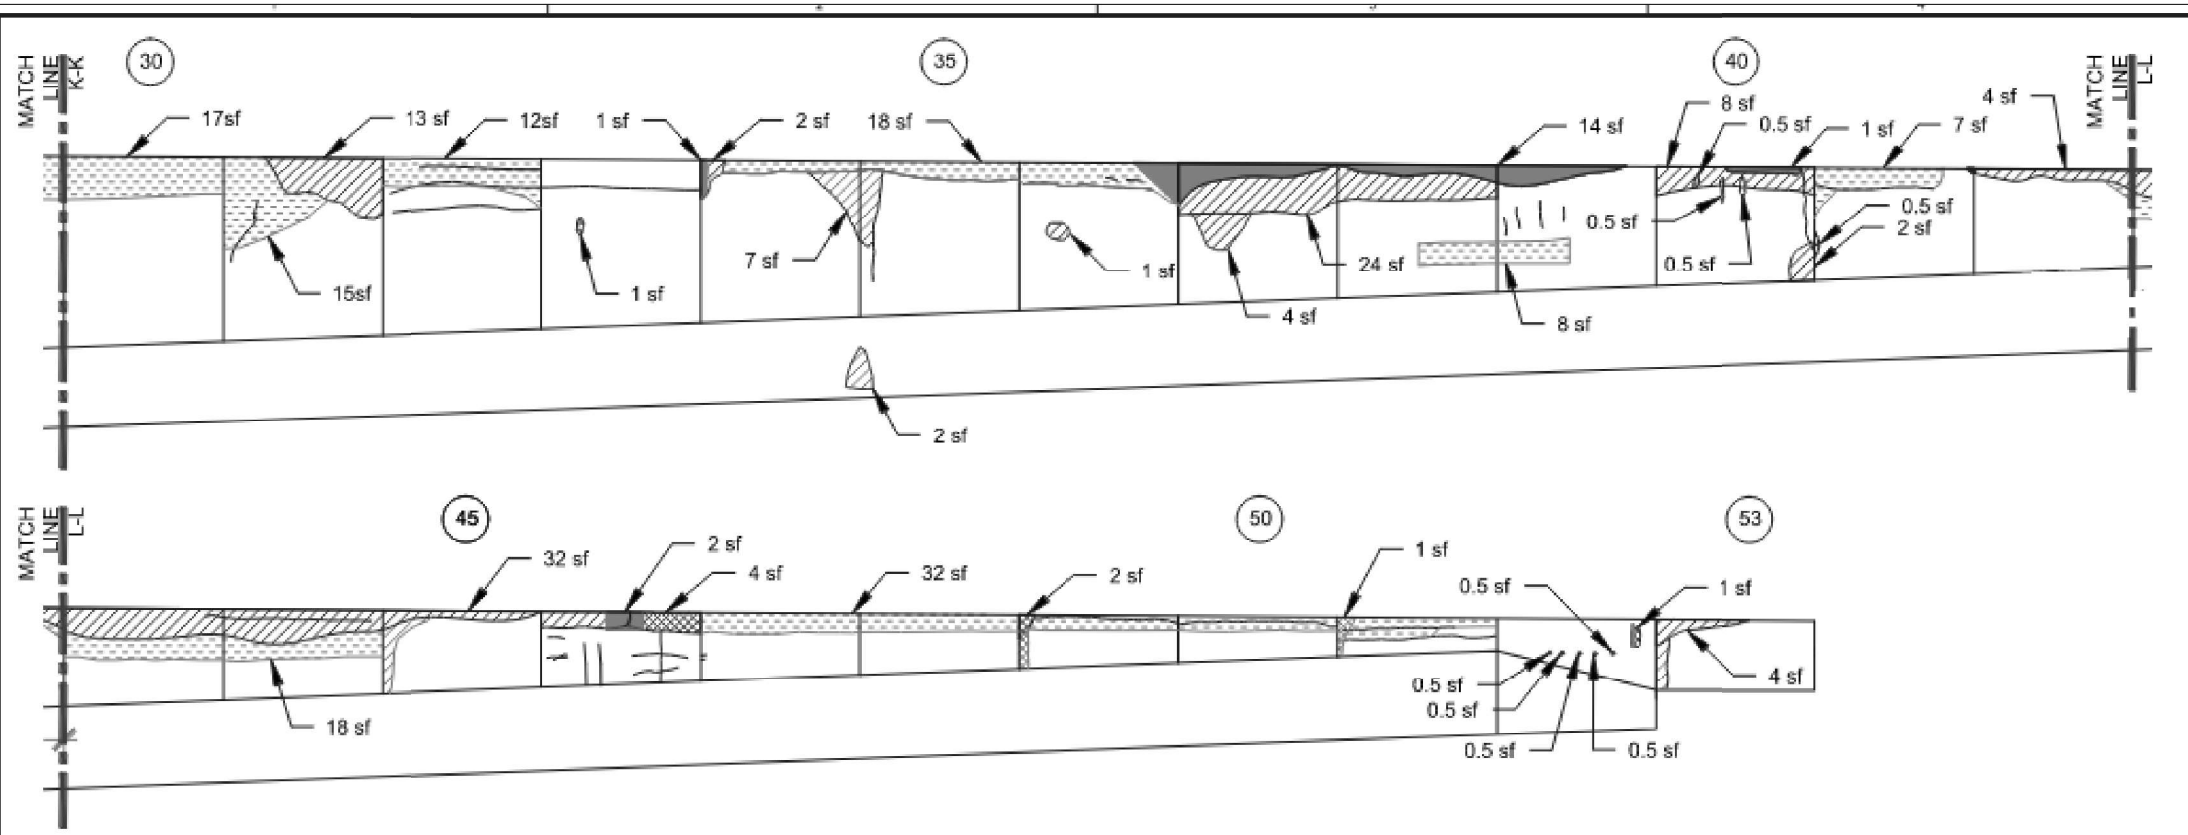 MATCH
LINE
K-K
30
35
40
MATCH
LINE
L-L
17sf
13 sf
12sf
1 sf
2 sf
18 sf
14 sf
8 sf
0.5 sf
1 sf
7 sf
4 sf
15sf
1 sf
7 sf
1 sf
4 sf
24 sf
8 sf
0.5 sf
0.5 sf
0.5 sf
2 sf
2 sf
MATCH
LINE
L-L
45
50
53
32 sf
2 sf
4 sf
32 sf
2 sf
1 sf
0.5 sf
1 sf
18 sf
0.5 sf
0.5 sf
0.5 sf
0.5 sf
4 sf